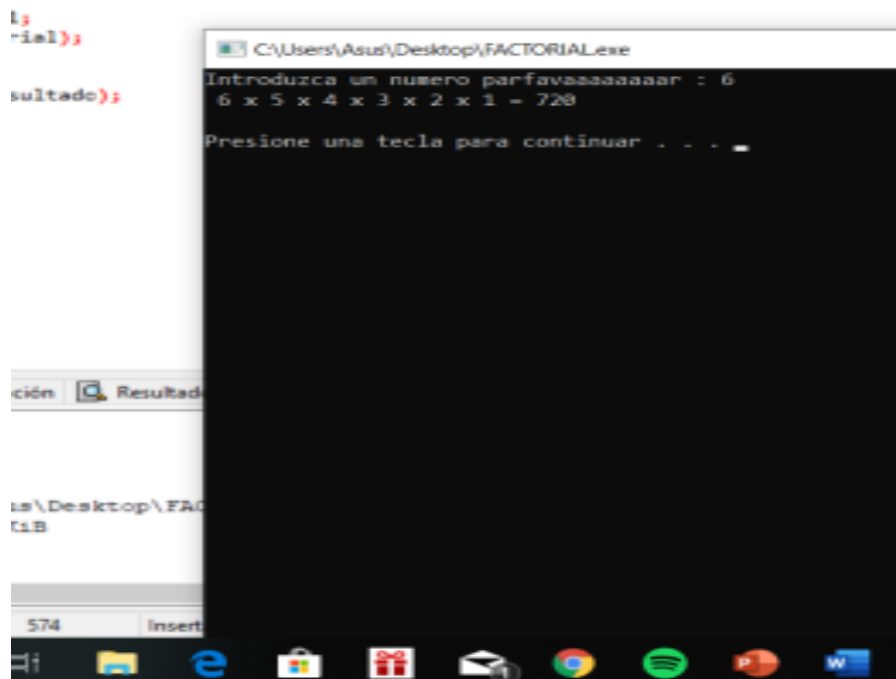 l;
rial);
C:\Users\Asus\Desktop\FACTORIAL.exe
sultado);
Introduzca un numero parfavaaaaaaaar : 6
6 x 5 x 4 x 3 x 2 x 1 = 720
Presione una tecla para continuar . . .
ción Resultad
us\Desktop\FAC
KiB
574 Insert